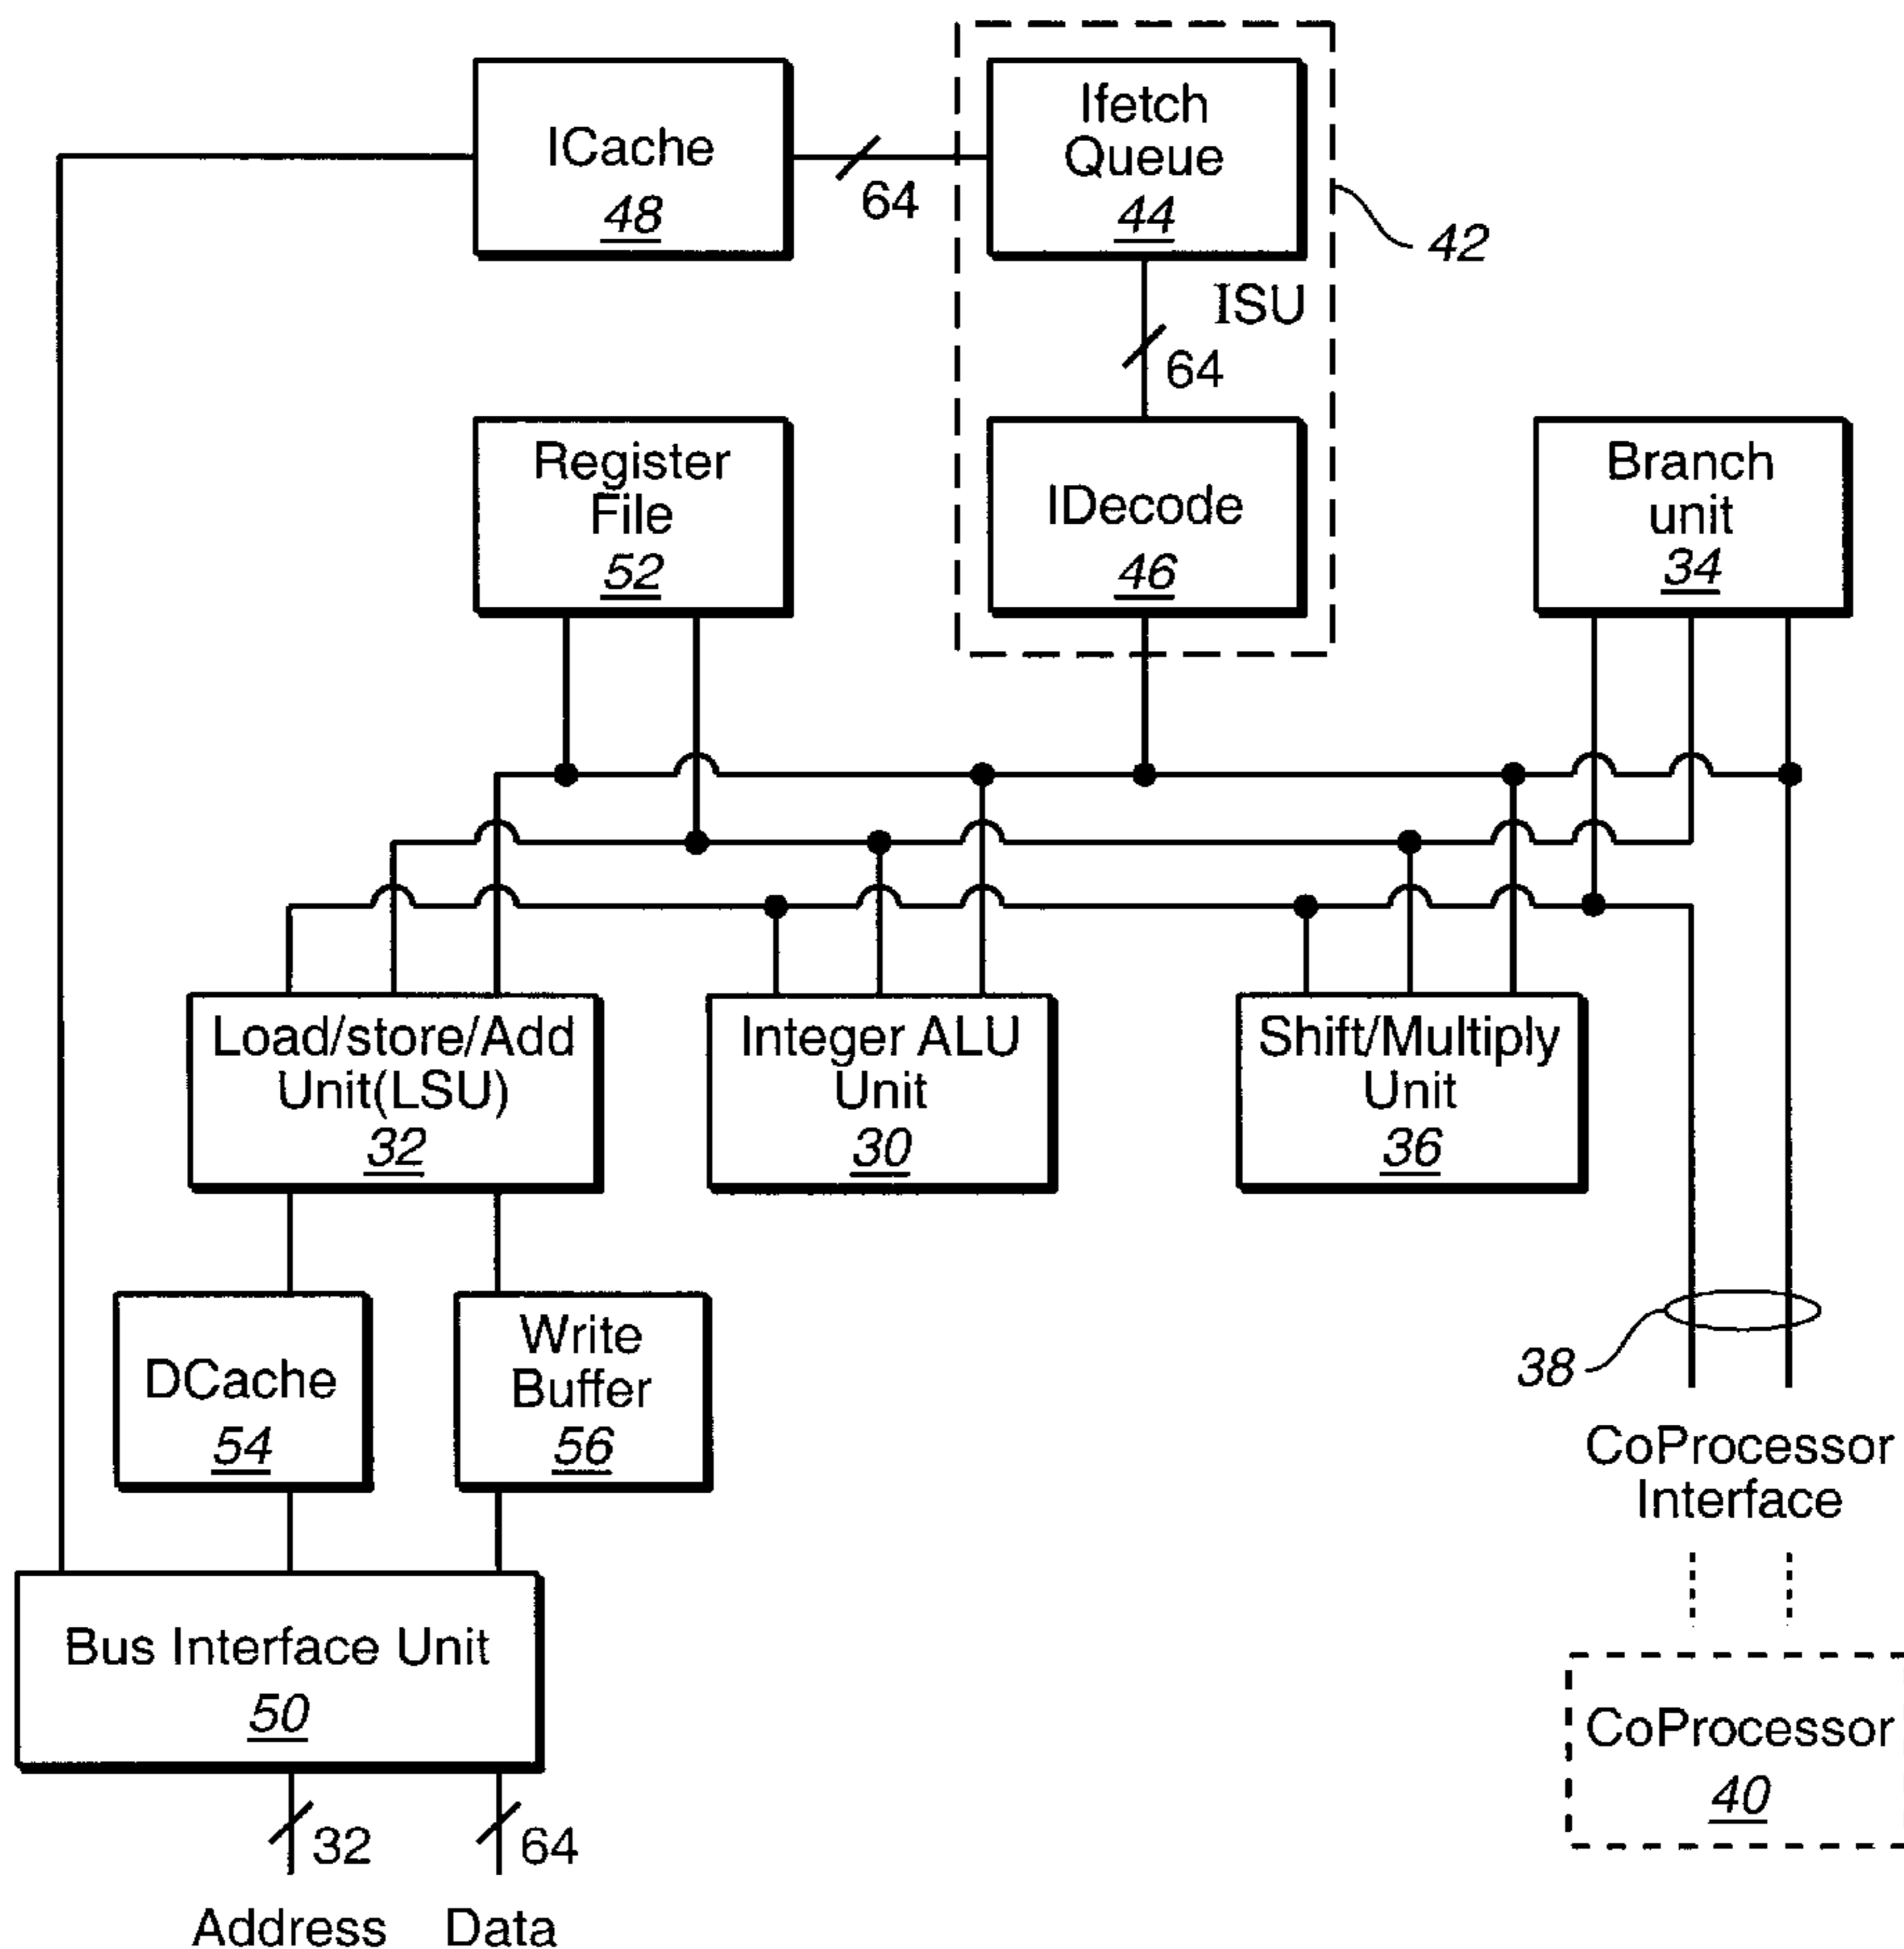 ICache
48
64
Ifetch
Queue
44
42
ISU
64
Register
File
52
IDecode
46
Branch
unit
34
Load/store/Add
Unit(LSU)
32
Integer ALU
Unit
30
Shift/Multiply
Unit
36
DCache
54
Write
Buffer
56
38
CoProcessor
Interface
Bus Interface Unit
50
CoProcessor
40
32
64
Address
Data